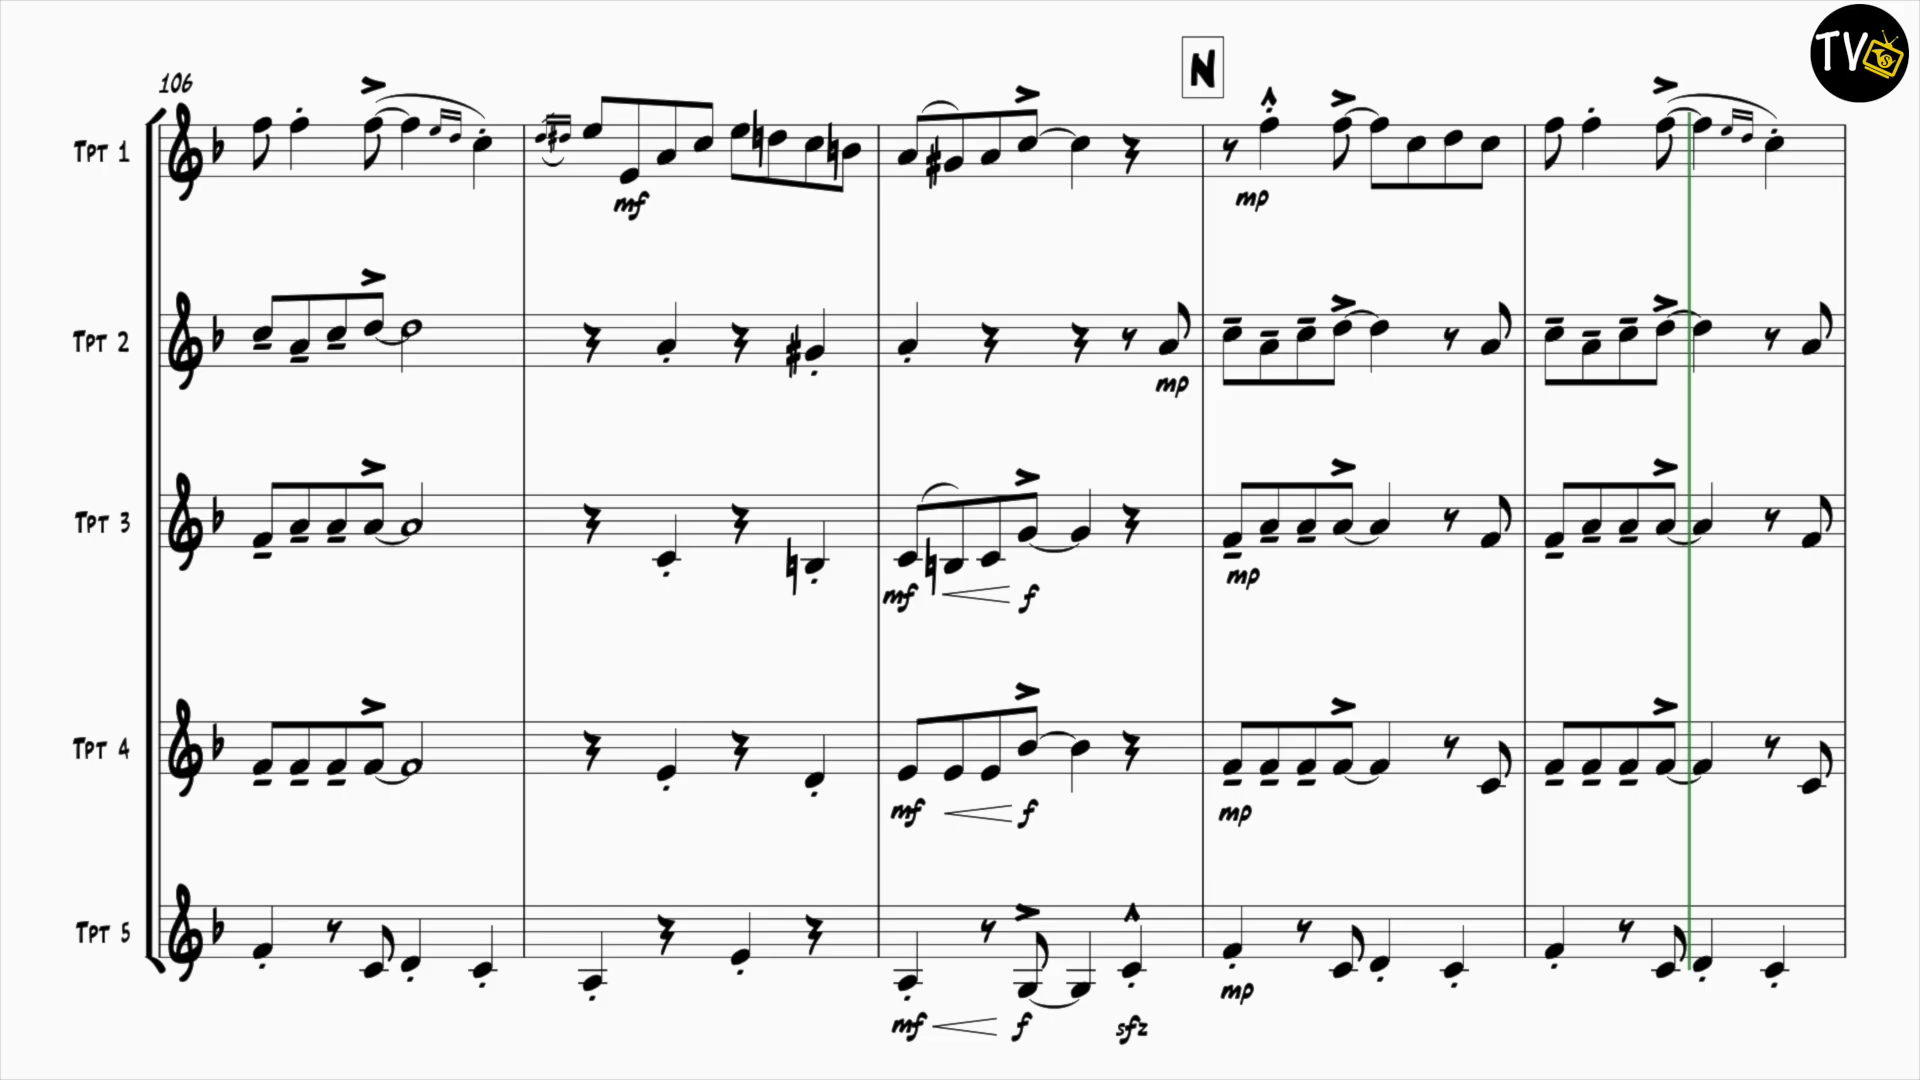 TV
N
106
TPT 1
mf
mp
TPT 2
mp
TPT 3
mf f mp
TPT 4
mf f mp
TPT 5
mf f sfz mp